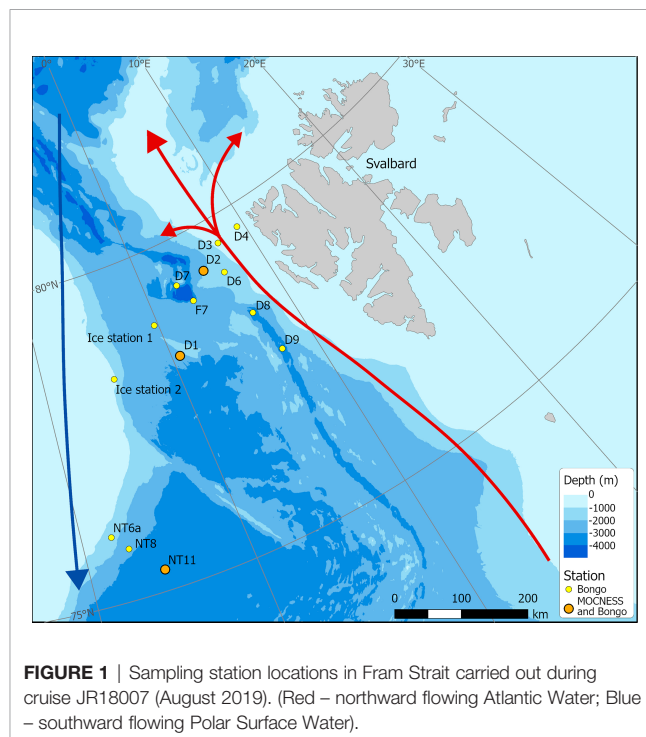 0°
10°E
20°E
30°E
Svalbard
D4
D3
D2
80°N
D7
D6
F7
D8
Ice station 1
D1
D9
Ice station 2
Depth (m)
0
-1000
-2000
-3000
-4000
NT6a
NT8
NT11
Station
Bongo
MOCNESS
and Bongo
0 100 200
km
75°N
FIGURE 1 | Sampling station locations in Fram Strait carried out during
cruise JR18007 (August 2019). (Red – northward flowing Atlantic Water; Blue
– southward flowing Polar Surface Water).